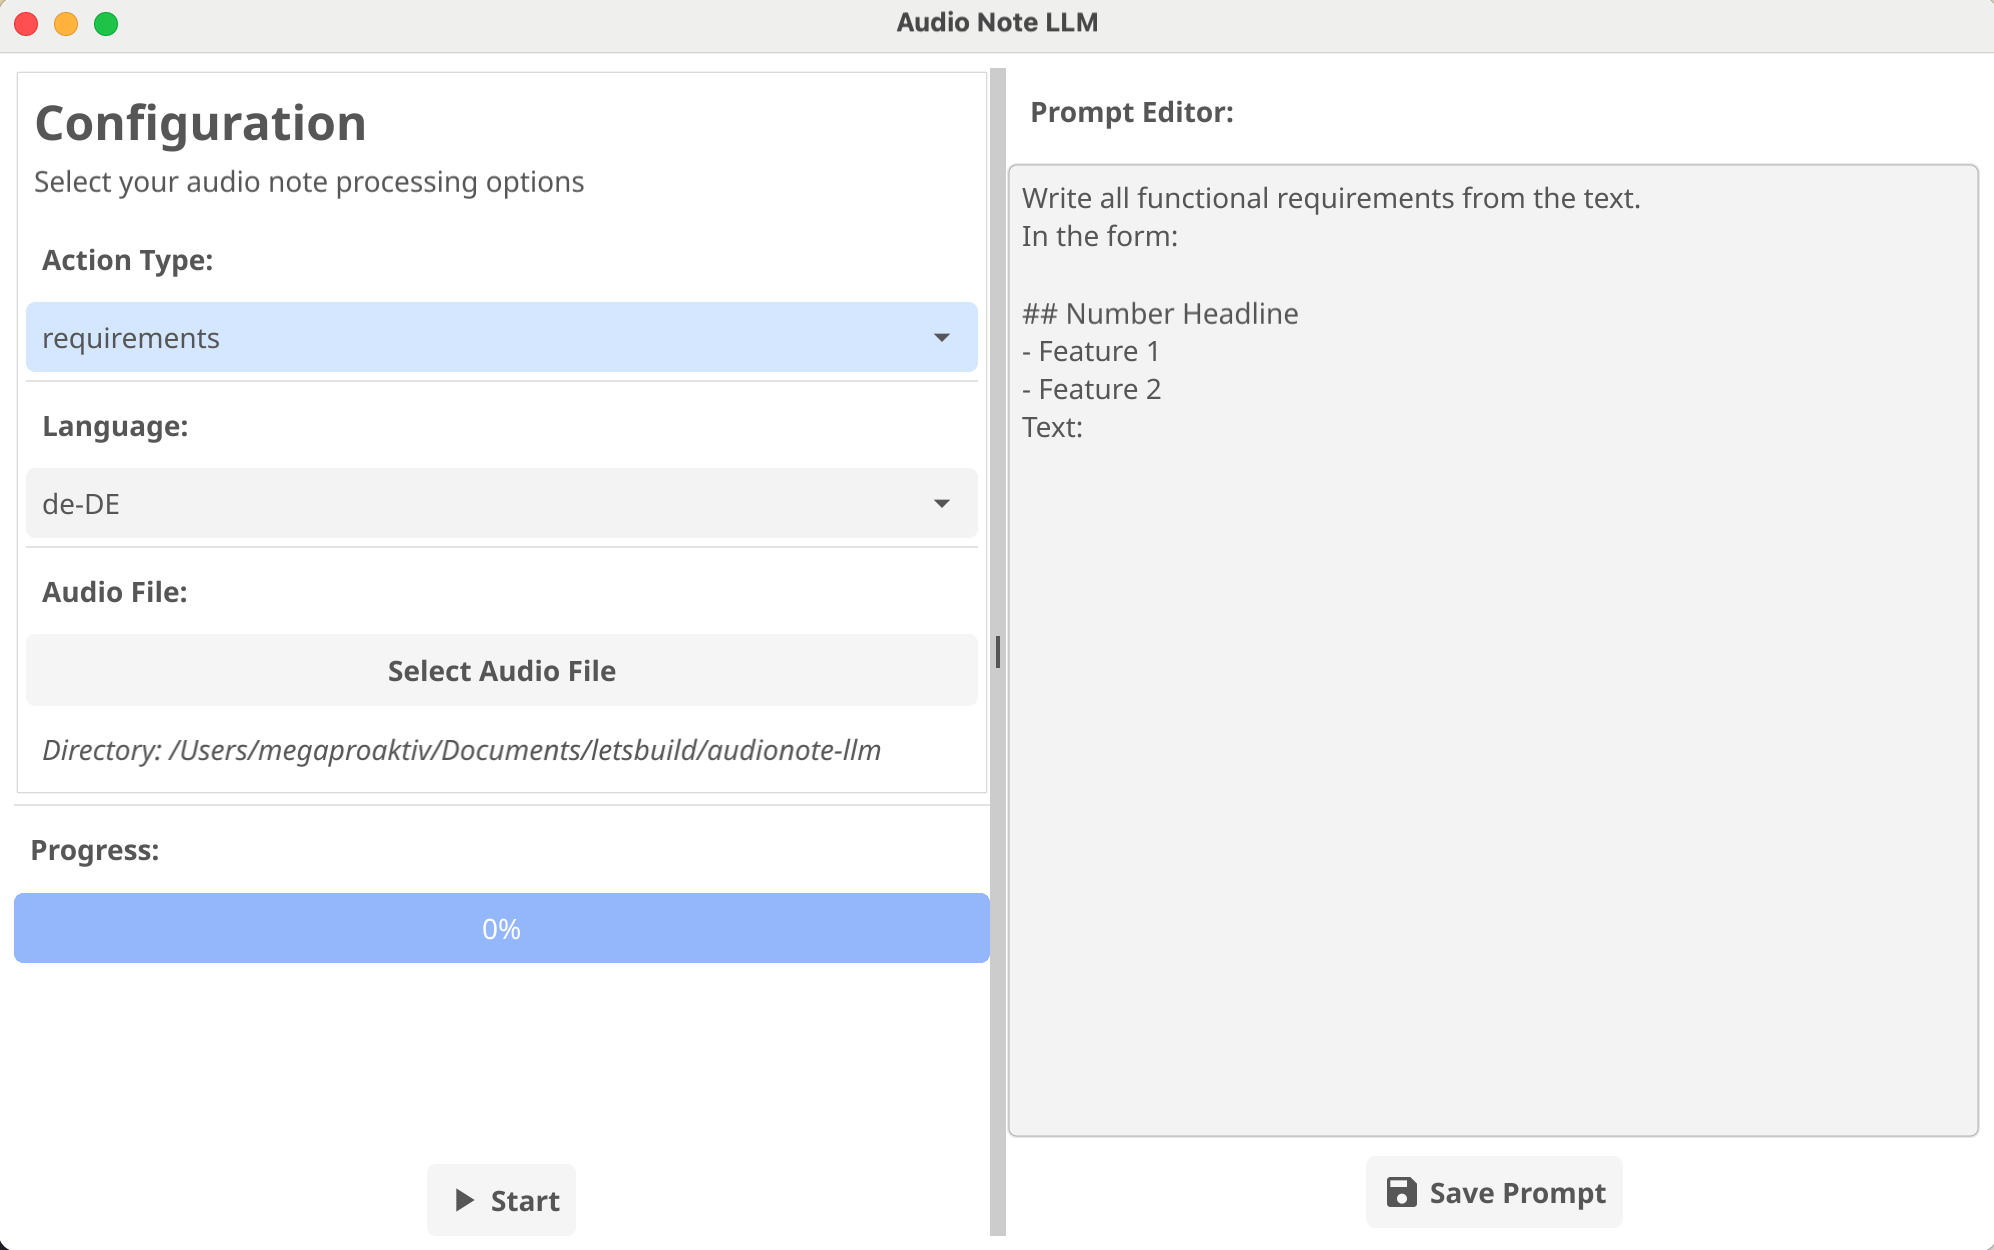 Audio Note LLM
Configuration
Select your audio note processing options
Action Type:
requirements
Language:
de-DE
Audio File:
Select Audio File
Directory: /Users/megaproaktiv/Documents/letsbuild/audionote-llm
Progress:
0%
Start
Prompt Editor:
Write all functional requirements from the text.
In the form:
## Number Headline
- Feature 1
- Feature 2
Text:
Save Prompt